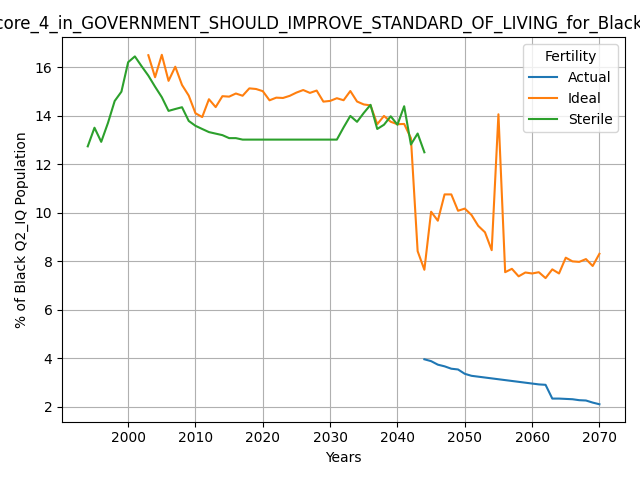 core_4_in_GOVERNMENT_SHOULD_IMPROVE_STANDARD_OF_LIVING_for_Black
Fertility
Actual
Ideal
Sterile
% of Black Q2_IQ Population
16
14
12
10
8
6
4
2
2000 2010 2020 2030 2040 2050 2060 2070
Years